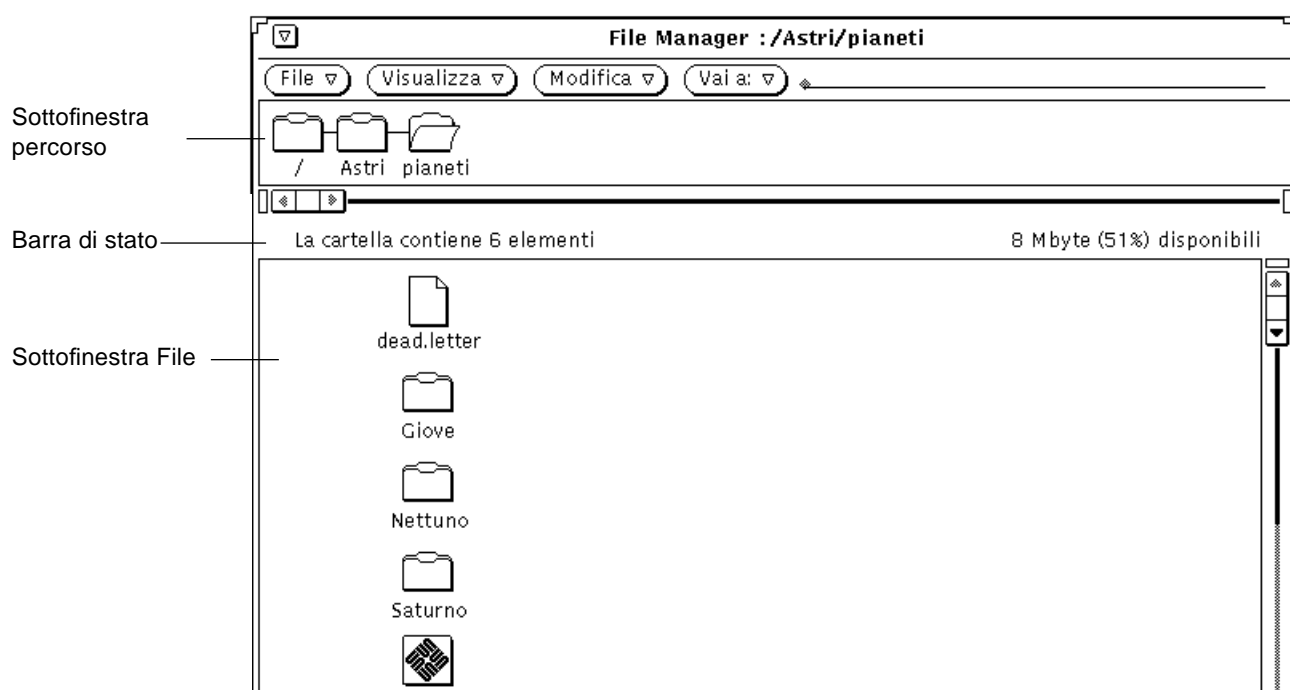 File Manager :/Astri/pianeti
File Visualizza Modifica Vai a:
Sottofinestra
percorso
/ Astri pianeti
Barra di stato
La cartella contiene 6 elementi 8 Mbyte (51%) disponibili
dead.letter
Sottofinestra File
Giove
Nettuno
Saturno